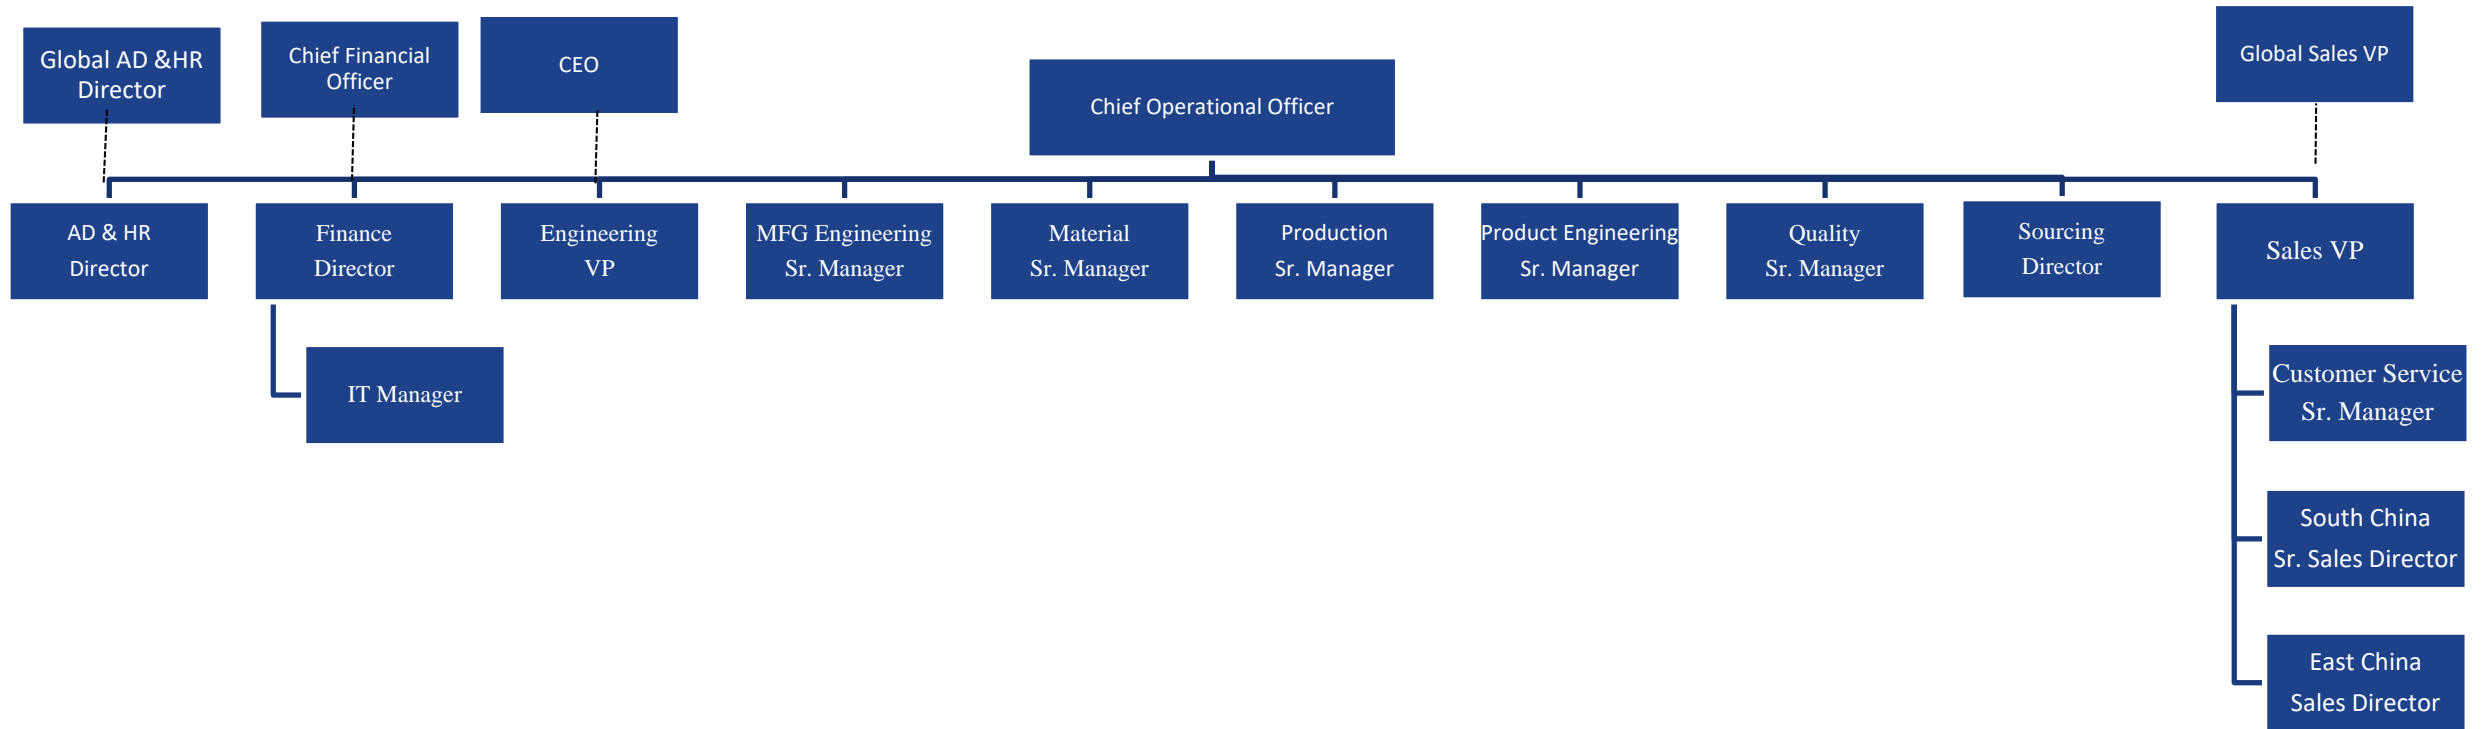 Global AD &HR
Director
Chief Financial
Officer
CEO
Chief Operational Officer
Global Sales VP
AD & HR
Director
Finance
Director
Engineering
VP
MFG Engineering
Sr. Manager
Material
Sr. Manager
Production
Sr. Manager
Product Engineering
Sr. Manager
Quality
Sr. Manager
Sourcing
Director
Sales VP
IT Manager
Customer Service
Sr. Manager
South China
Sr. Sales Director
East China
Sales Director